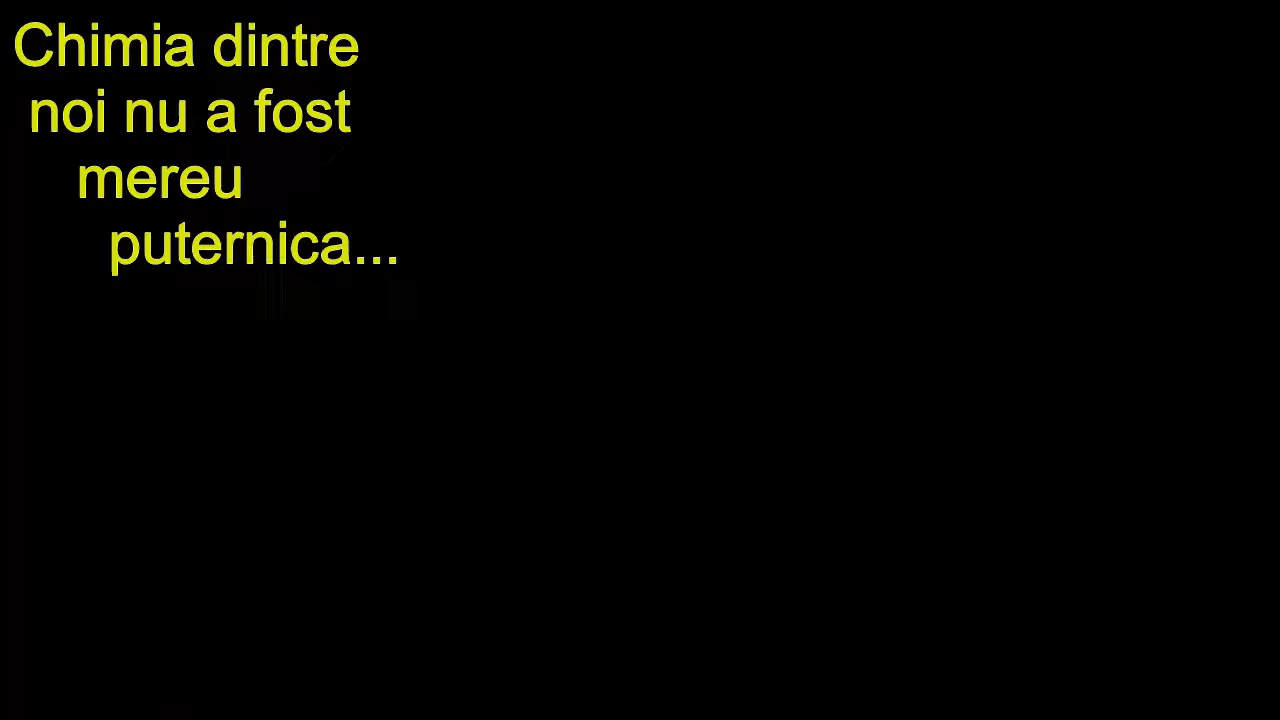 Chimia dintre
noi nu a fost
mereu
puternica...